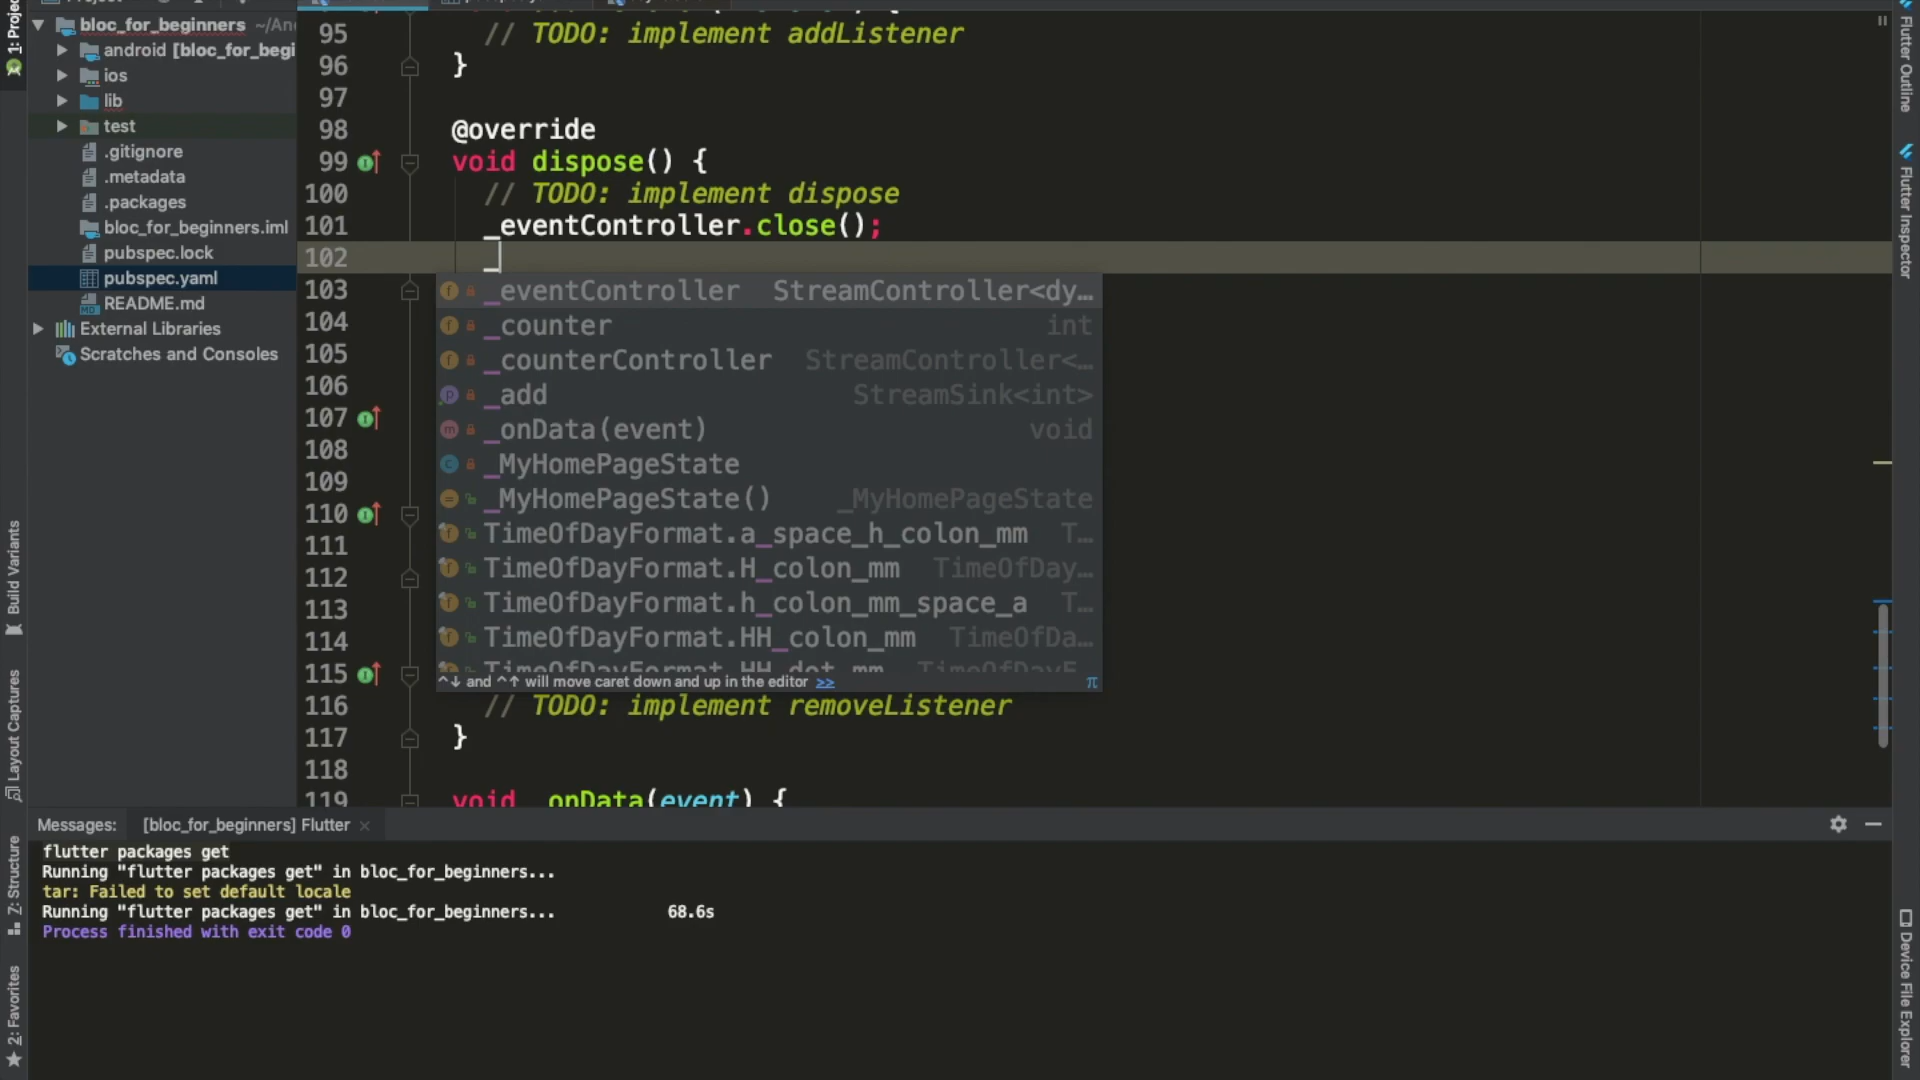 1: Project
bloc_for_beginners ~/An
android [bloc_for_begi
ios
lib
test
.gitignore
.metadata
.packages
bloc_for_beginners.iml
pubspec.lock
pubspec.yaml
README.md
External Libraries
Scratches and Consoles
Build Variants
Layout Captures
Z: Structure
2: Favorites
95 // TODO: implement addListener
96 }
97
98 @override
99 void dispose() {
100 // TODO: implement dispose
101 _eventController.close();
102 _
103
104
105
106
107
108
109
110
111
112
113
114
115
116 // TODO: implement removeListener
117 }
118
119 void _onData(event) {
_eventController StreamController<dy…
_counter int
_counterController StreamController<…
_add StreamSink<int>
_onData(event) void
_MyHomePageState
_MyHomePageState() _MyHomePageState
TimeOfDayFormat.a_space_h_colon_mm T…
TimeOfDayFormat.H_colon_mm TimeOfDay…
TimeOfDayFormat.h_colon_mm_space_a T…
TimeOfDayFormat.HH_colon_mm TimeOfDa…
TimeOfDayFormat.HH_dot_mm TimeOfDayF
^↓ and ^↑ will move caret down and up in the editor >> π
Flutter Outline
Flutter Inspector
Device File Explorer
Messages: [bloc_for_beginners] Flutter ×
flutter packages get
Running "flutter packages get" in bloc_for_beginners...
tar: Failed to set default locale
Running "flutter packages get" in bloc_for_beginners... 68.6s
Process finished with exit code 0